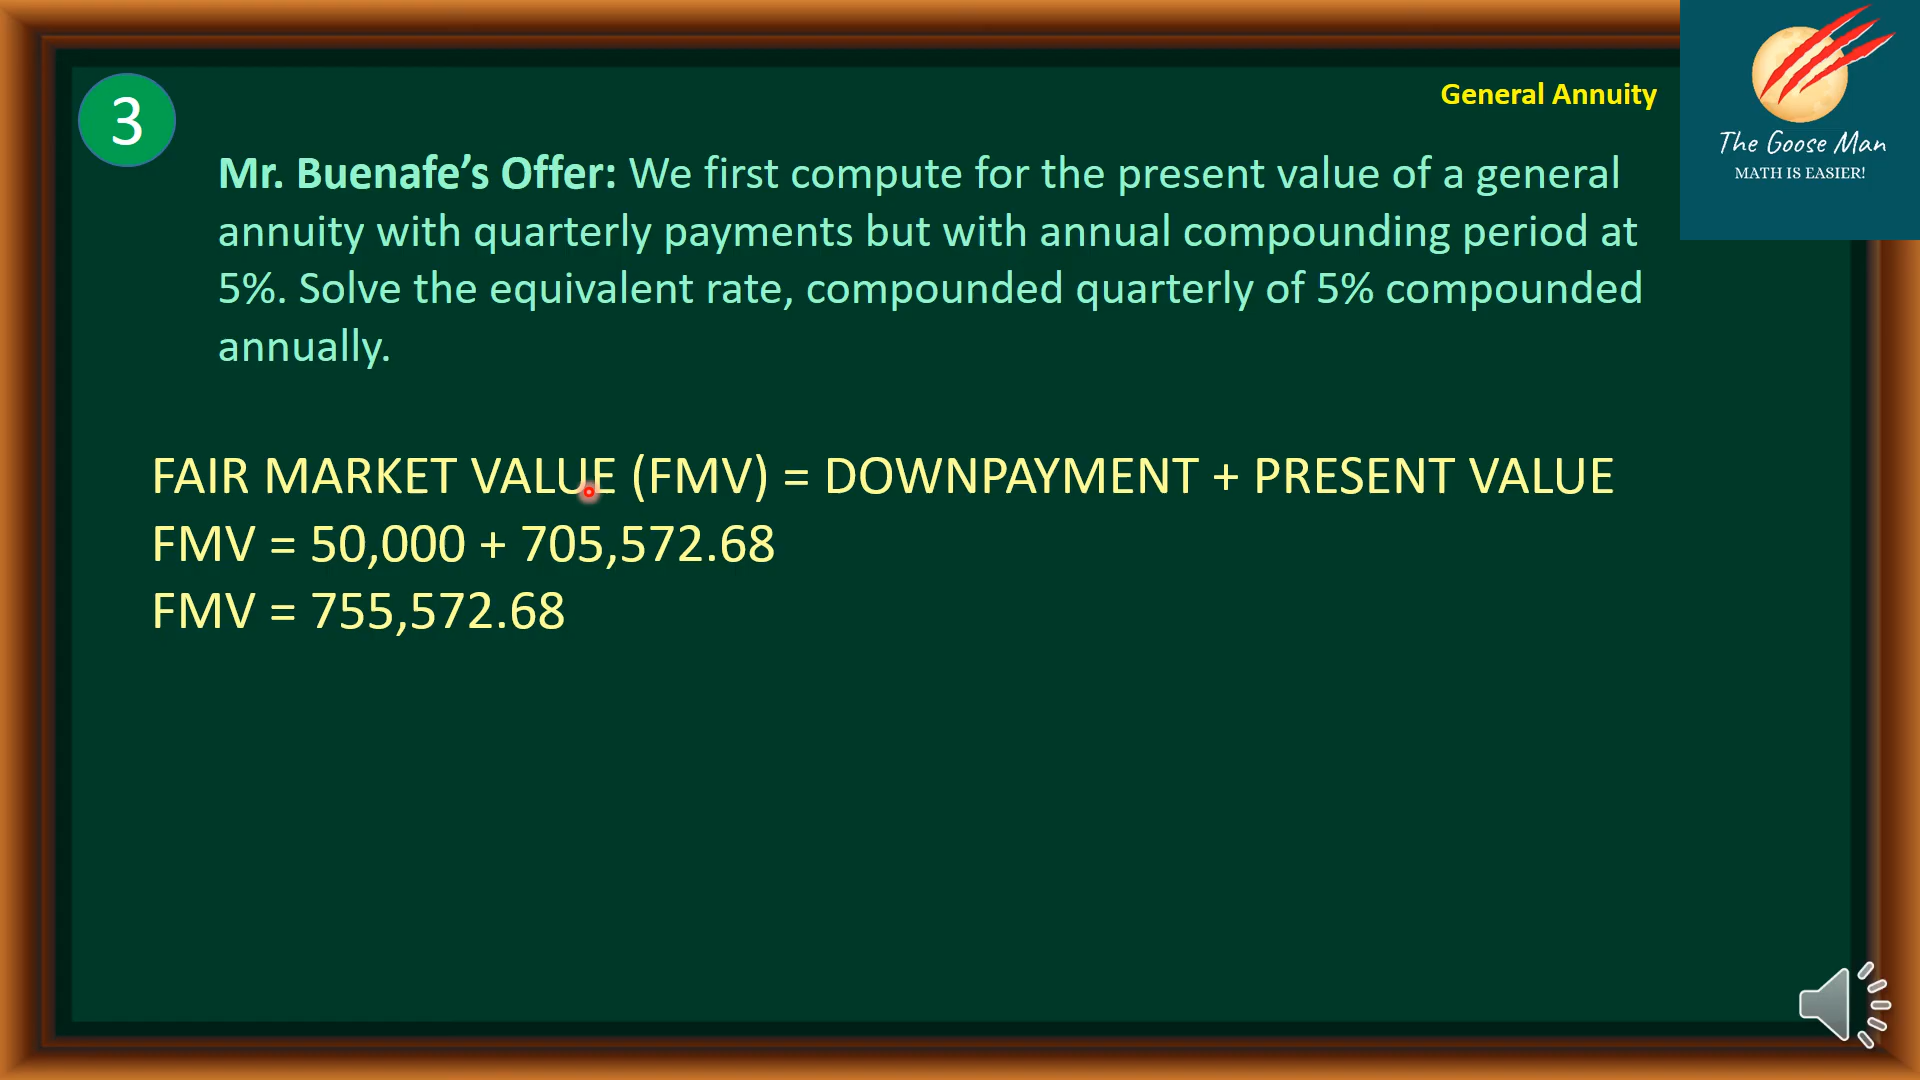 3
General Annuity
The Goose Man
MATH IS EASIER!
Mr. Buenafe’s Offer: We first compute for the present value of a general
annuity with quarterly payments but with annual compounding period at
5%. Solve the equivalent rate, compounded quarterly of 5% compounded
annually.
FAIR MARKET VALUE (FMV) = DOWNPAYMENT + PRESENT VALUE
FMV = 50,000 + 705,572.68
FMV = 755,572.68